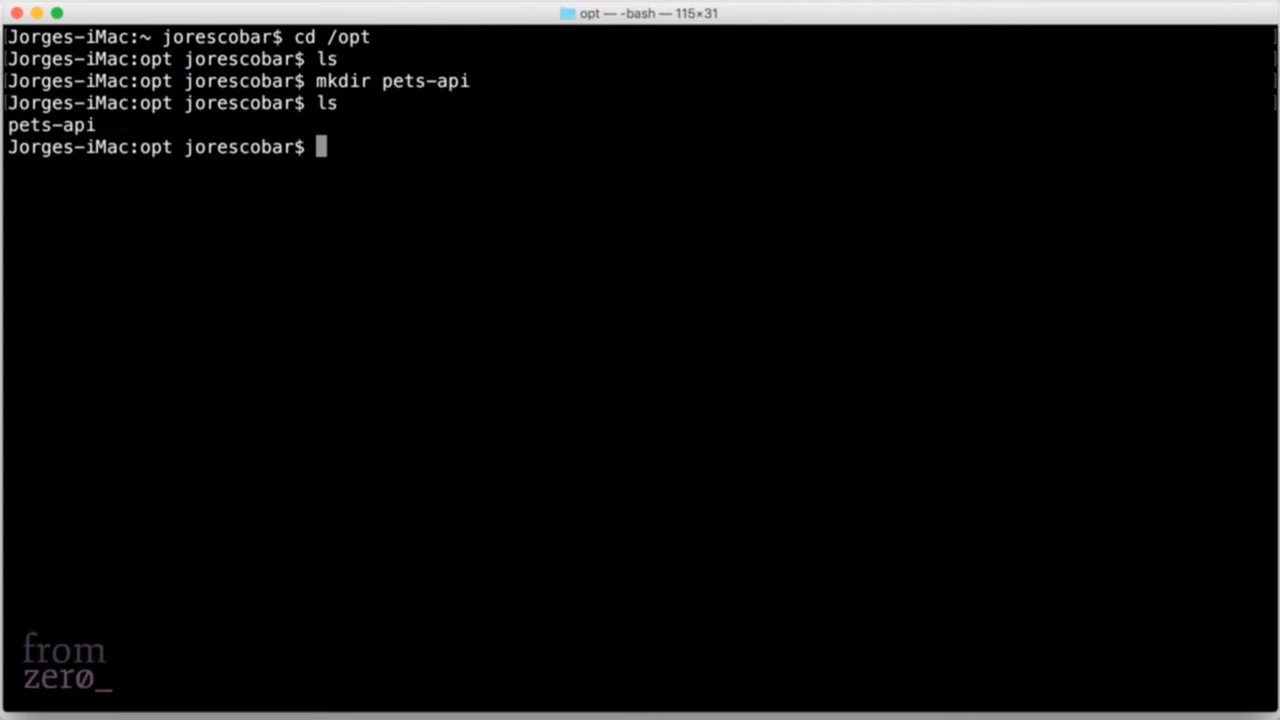 opt — -bash — 115×31
Jorges-iMac:~ jorescobar$ cd /opt
Jorges-iMac:opt jorescobar$ ls
Jorges-iMac:opt jorescobar$ mkdir pets-api
Jorges-iMac:opt jorescobar$ ls
pets-api
Jorges-iMac:opt jorescobar$
from
zerø_